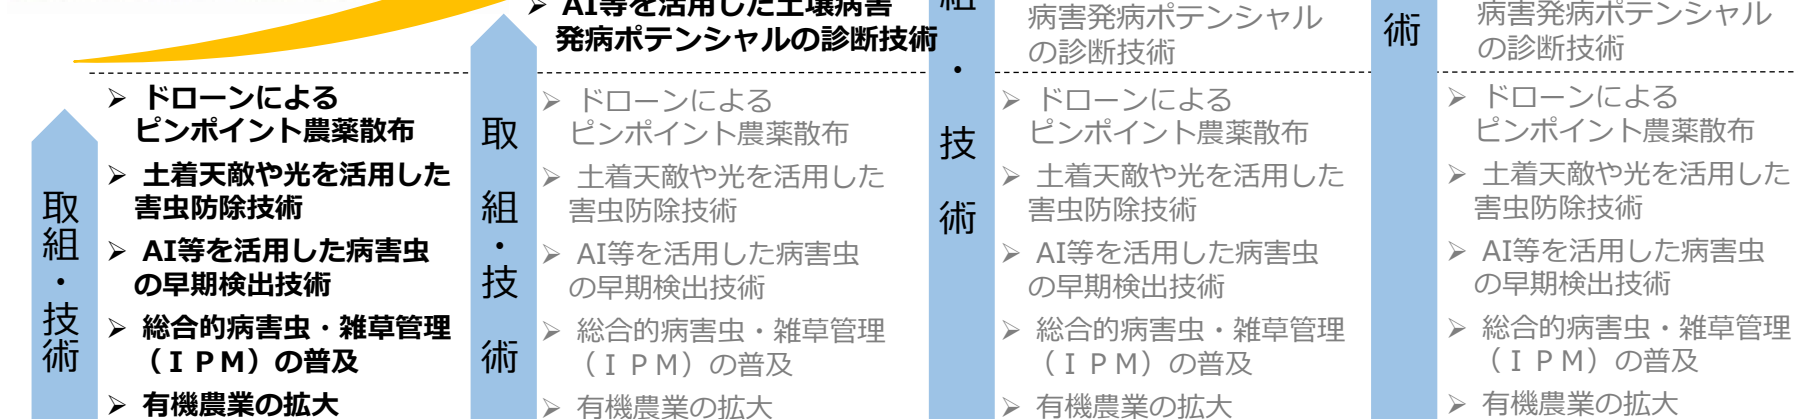 取組・技術
➢ ドローンによる
ピンポイント農薬散布
➢ 土着天敵や光を活用した
害虫防除技術
➢ AI等を活用した病害虫
の早期検出技術
➢ 総合的病害虫・雑草管理
（ＩＰＭ）の普及
➢ 有機農業の拡大
取組・技術
➢ AI等を活用した土壌病害
発病ポテンシャルの診断技術
➢ ドローンによる
ピンポイント農薬散布
➢ 土着天敵や光を活用した
害虫防除技術
➢ AI等を活用した病害虫
の早期検出技術
➢ 総合的病害虫・雑草管理
（ＩＰＭ）の普及
➢ 有機農業の拡大
組・技術
病害発病ポテンシャル
の診断技術
➢ ドローンによる
ピンポイント農薬散布
➢ 土着天敵や光を活用した
害虫防除技術
➢ AI等を活用した病害虫
の早期検出技術
➢ 総合的病害虫・雑草管理
（ＩＰＭ）の普及
➢ 有機農業の拡大
術
病害発病ポテンシャル
の診断技術
➢ ドローンによる
ピンポイント農薬散布
➢ 土着天敵や光を活用した
害虫防除技術
➢ AI等を活用した病害虫
の早期検出技術
➢ 総合的病害虫・雑草管理
（ＩＰＭ）の普及
➢ 有機農業の拡大